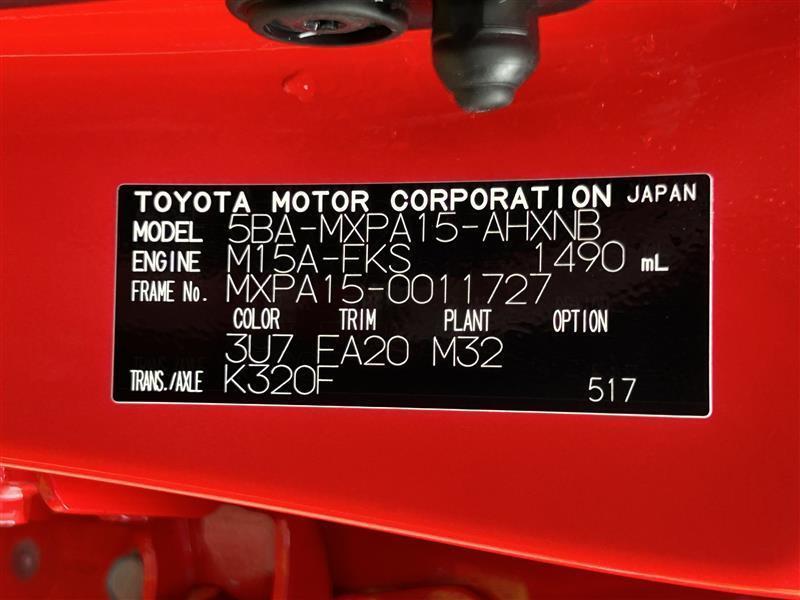 TOYOTA MOTOR CORPORATION JAPAN
MODEL 5BA-MXPA15-AHXNB
ENGINE M15A-FKS 1490 mL
FRAME No. MXPA15-0011727
COLOR TRIM PLANT OPTION
3U7 FA20 M32
TRANS./AXLE K320F 517